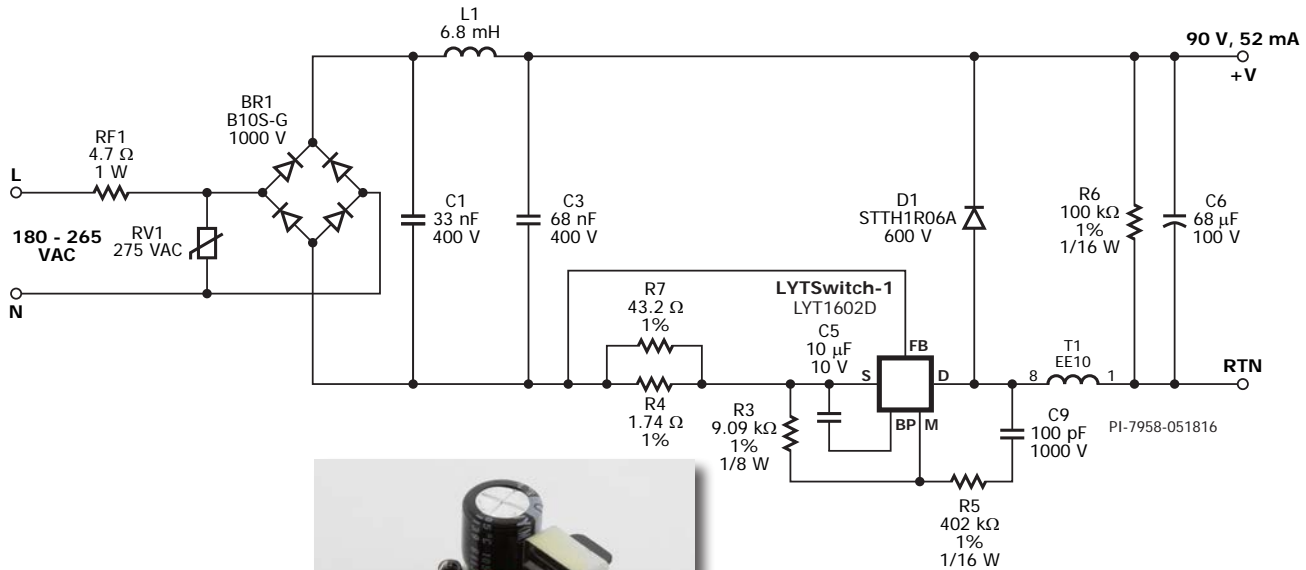 L1
6.8 mH
90 V, 52 mA
+V
BR1
B10S-G
1000 V
RF1
4.7 Ω
1 W
L
180 - 265
VAC
RV1
275 VAC
N
C1
33 nF
400 V
C3
68 nF
400 V
D1
STTH1R06A
600 V
R6
100 kΩ
1%
1/16 W
C6
68 µF
100 V
R7
43.2 Ω
1%
R4
1.74 Ω
1%
LYTSwitch-1
LYT1602D
C5
10 µF
10 V
FB
S
D
BP
M
R3
9.09 kΩ
1%
1/8 W
T1
EE10
8
1
RTN
C9
100 pF
1000 V
PI-7958-051816
R5
402 kΩ
1%
1/16 W